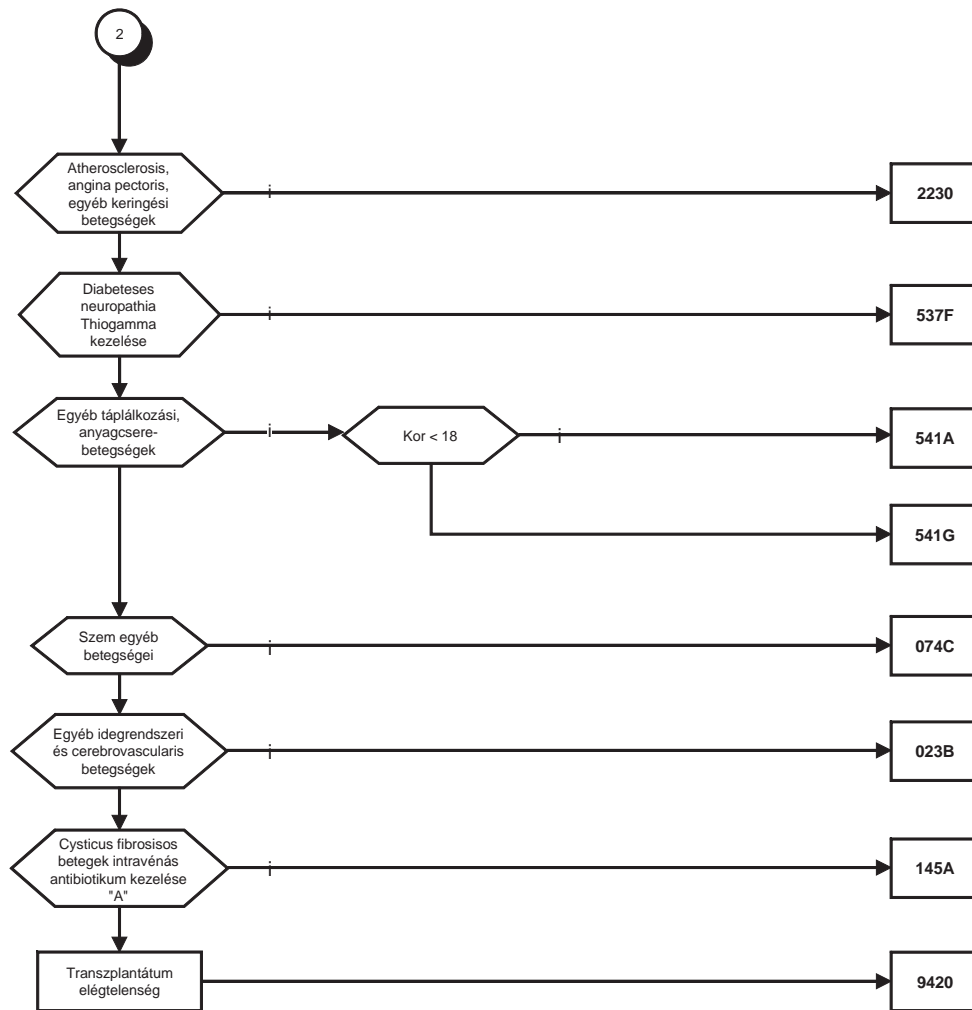 2
Atherosclerosis,
angina pectoris,
egyéb keringési
betegségek
i
2230
Diabeteses
neuropathia
Thiogamma
kezelése
i
537F
Egyéb táplálkozási,
anyagcsere-
betegségek
i
Kor < 18
i
541A
541G
Szem egyéb
betegségei
i
074C
Egyéb idegrendszeri
és cerebrovascularis
betegségek
i
023B
Cysticus fibrosisos
betegek intravénás
antibiotikum kezelése
"A"
i
145A
Transzplantátum
elégtelenség
9420